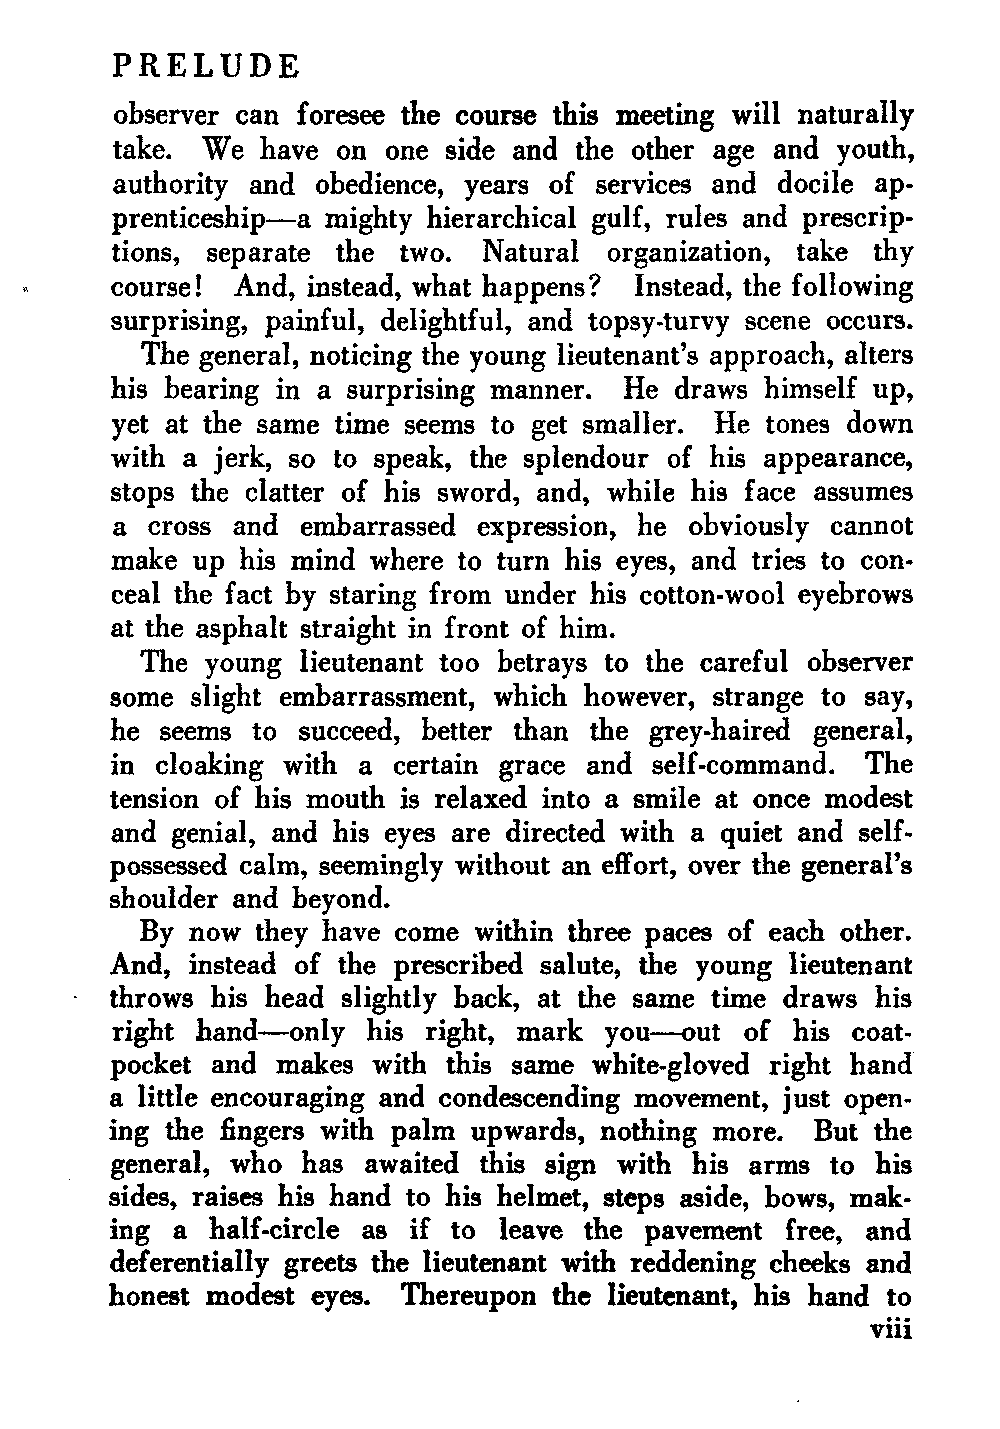 PRELUDE
observer can foresee the course this meeting will naturally
take. We have on one side and the other age and youth,
authority and obedience, years of services and docile ap-
prenticeship—a mighty hierarchical gulf, rules and prescrip-
tions, separate the two. Natural organization, take thy
course! And, instead, what happens? Instead, the following
surprising, painful, delightful, and topsy-turvy scene occurs.
The general, noticing the young lieutenant's approach, alters
his bearing in a surprising manner. He draws himself up,
yet at the same time seems to get smaller. He tones down
with a jerk, so to speak, the splendour of his appearance,
stops the clatter of his sword, and, while his face assumes
a cross and embarrassed expression, he obviously cannot
make up his mind where to turn his eyes, and tries to con-
ceal the fact by staring from under his cotton-wool eyebrows
at the asphalt straight in front of him.
The young lieutenant too betrays to the careful observer
some slight embarrassment, which however, strange to say,
he seems to succeed, better than the grey-haired general,
in cloaking with a certain grace and self-command. The
tension of his mouth is relaxed into a smile at once modest
and genial, and his eyes are directed with a quiet and self-
possessed calm, seemingly without an effort, over the general's
shoulder and beyond.
By now they have come within three paces of each other.
And, instead of the prescribed salute, the young lieutenant
throws his head slightly back, at the same time draws his
right hand—only his right, mark you—out of his coat-
pocket and makes with this same white-gloved right hand
a little encouraging and condescending movement, just open-
ing the fingers with palm upwards, nothing more. But the
general, who has awaited this sign with his arms to his
sides, raises his hand to his helmet, steps aside, bows, mak-
ing a half-circle as if to leave the pavement free, and
deferentially greets the lieutenant with reddening cheeks and
honest modest eyes. Thereupon the lieutenant, his hand to
viii